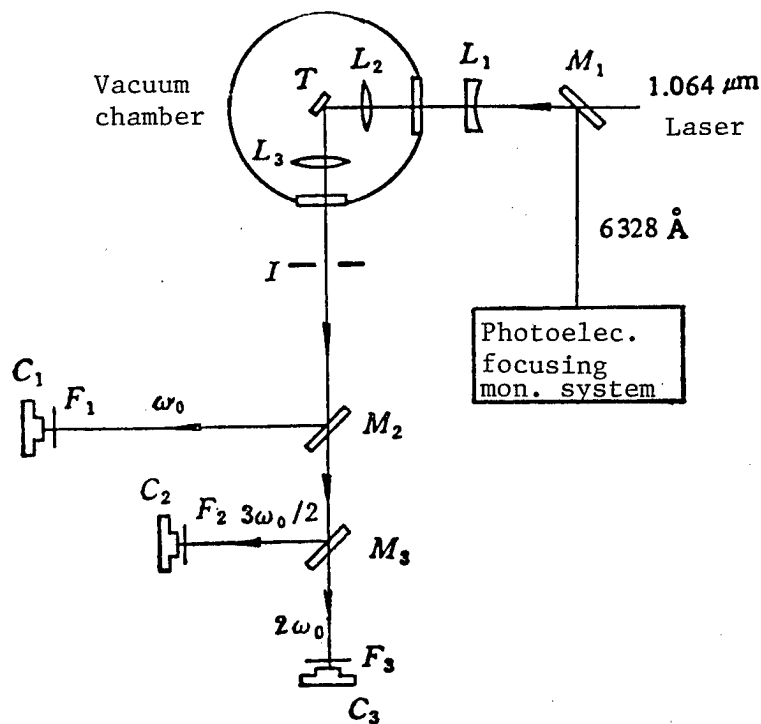 Vacuum
chamber
T
L₂
L₁
M₁
1.064 μm
Laser
L₃
6328 Å
I
Photoelec.
focusing
mon. system
C₁
F₁
ω₀
M₂
C₂
F₂
3ω₀/2
M₃
2ω₀
F₃
C₃